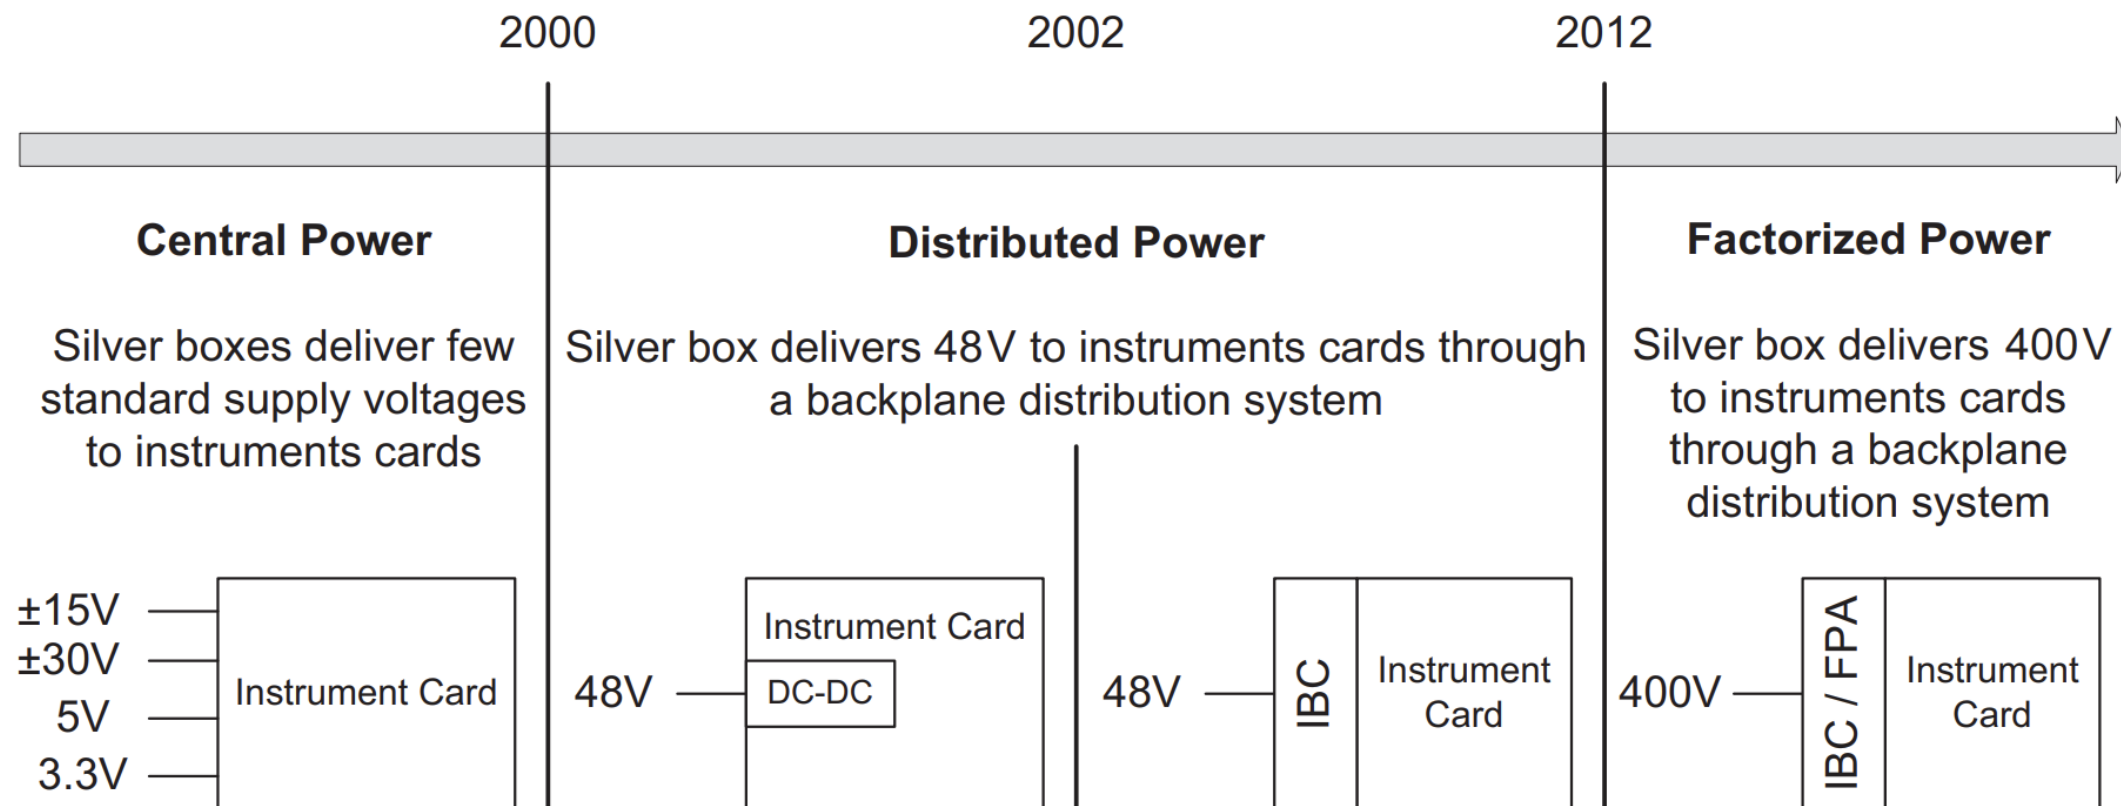 2000
2002
2012
Central Power
Distributed Power
Factorized Power
Silver boxes deliver few
standard supply voltages
to instruments cards
Silver box delivers 48V to instruments cards through
a backplane distribution system
Silver box delivers 400V
to instruments cards
through a backplane
distribution system
±15V
±30V
5V
3.3V
Instrument Card
48V
Instrument Card
DC-DC
48V
IBC
Instrument
Card
400V
IBC / FPA
Instrument
Card